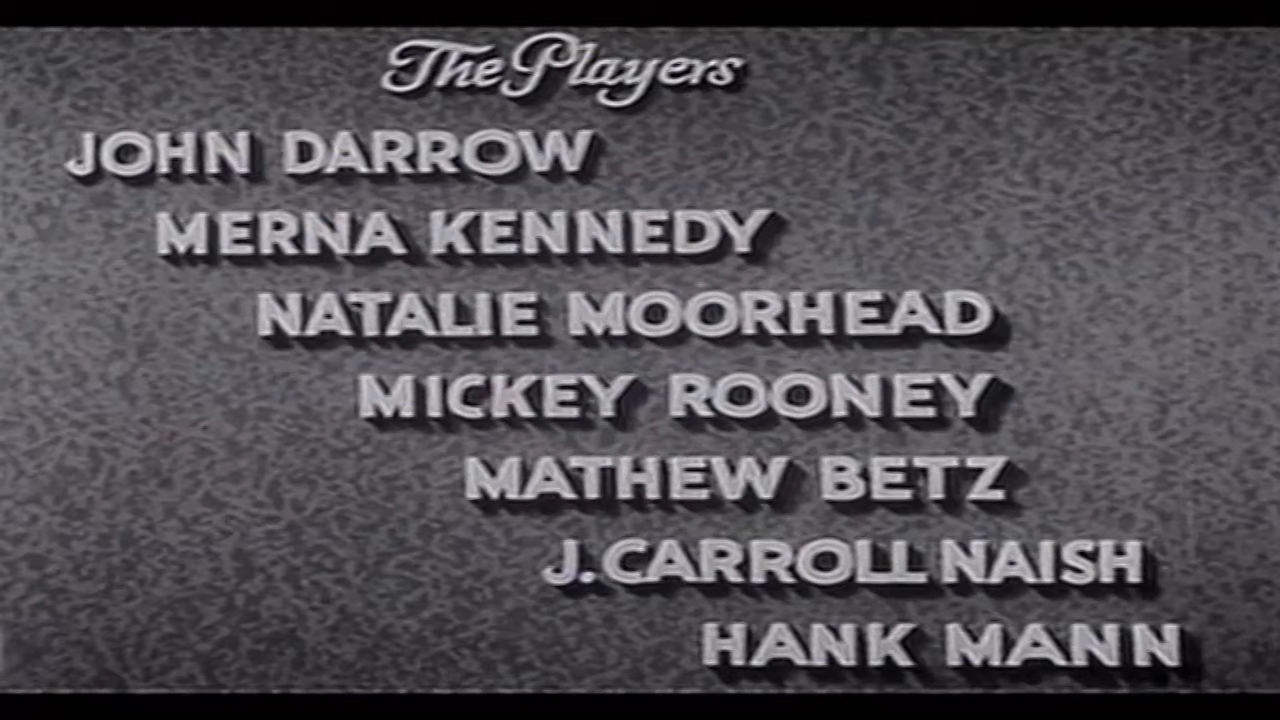 The Players
JOHN DARROW
MERNA KENNEDY
NATALIE MOORHEAD
MICKEY ROONEY
MATHEW BETZ
J. CARROLL NAISH
HANK MANN